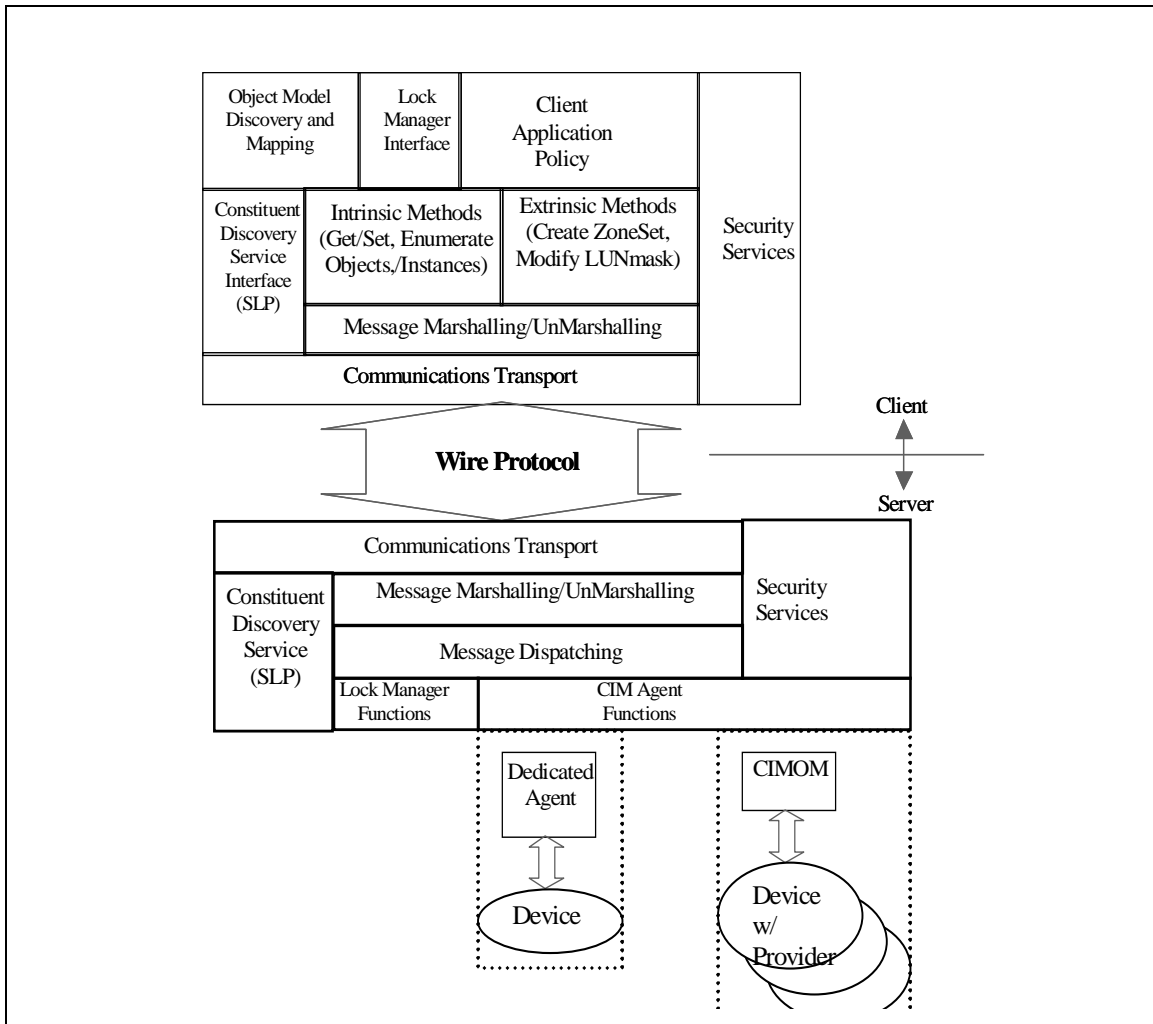 Object Model
Discovery and
Mapping
Lock
Manager
Interface
Client
Application
Policy
Constituent
Discovery
Service
Interface
(SLP)
Intrinsic Methods
(Get/Set, Enumerate
Objects,/Instances)
Extrinsic Methods
(Create ZoneSet,
Modify LUNmask)
Security
Services
Message Marshalling/UnMarshalling
Communications Transport
Client
Wire Protocol
Server
Communications Transport
Constituent
Discovery
Service
(SLP)
Message Marshalling/UnMarshalling
Security
Services
Message Dispatching
Lock Manager
Functions
CIM Agent
Functions
Dedicated
Agent
CIMOM
Device
Device
w/
Provider